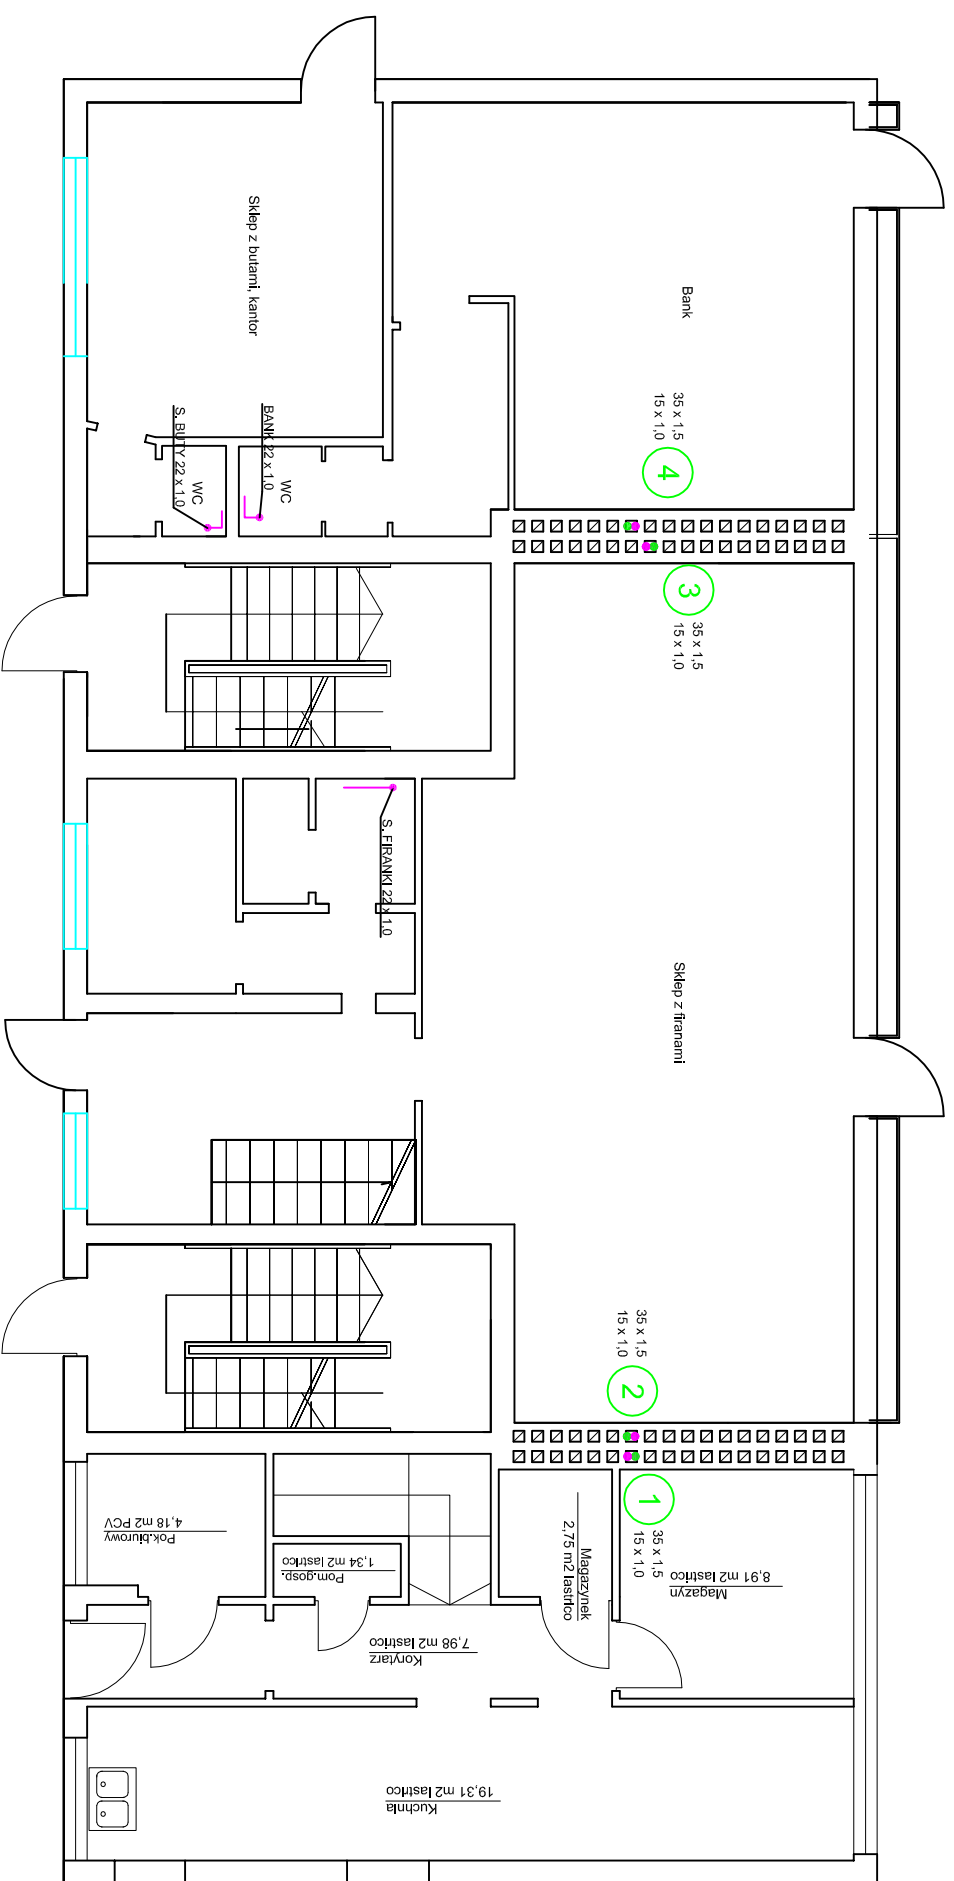 Sklep z butami, kantor
Bank
35 x 1,5
15 x 1,0
4
BANK 22 x 1,0
WC
S. BUTY 22 x 1,0
WC
3
35 x 1,5
15 x 1,0
S. FIRANKI 22 x 1,0
Sklep z firanami
35 x 1,5
15 x 1,0
2
1
35 x 1,5
15 x 1,0
Pok.biurowy
4,18 m2 PCV
Pom.gosp.
1,34 m2 lastrico
Magazynek
2,75 m2 lastrico
Magazyn
8,91 m2 lastrico
Korytarz
7,98 m2 lastrico
Kuchnia
19,31 m2 lastrico